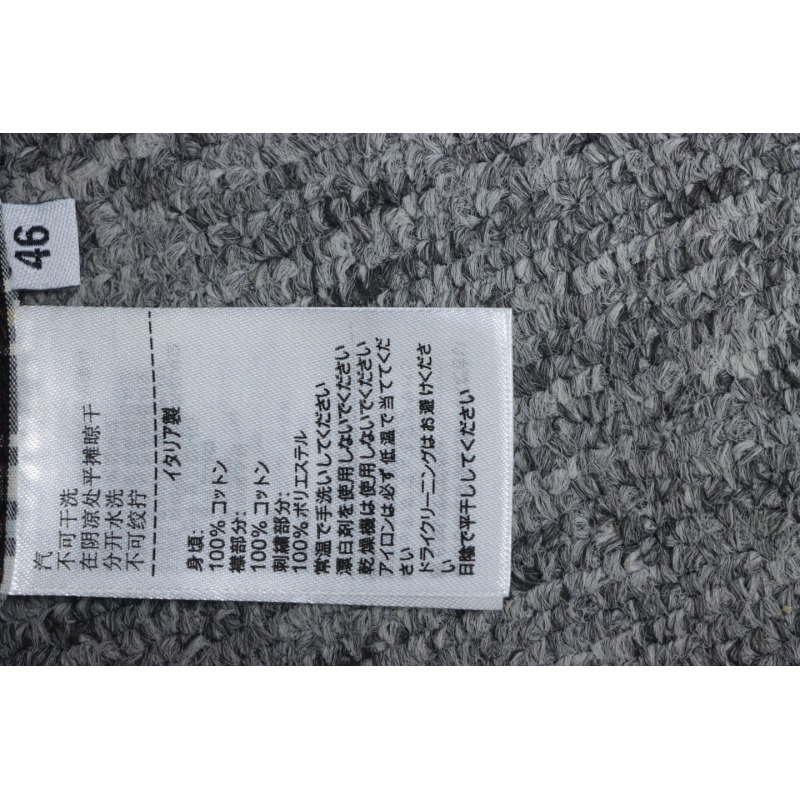 46
汽
不可干洗
在阴凉处平摊晾干
分开水洗
不可绞拧
イタリア製
身頃:
100% コットン
襟部分:
100% コットン
刺繍部分:
100% ポリエステル
常温で手洗いしてください
漂白剤を使用しないでください
乾燥機は使用しないでください
アイロンは必ず低温で当ててくだ
さい
ドライクリーニングはお避けくださ
い
日陰で平干ししてください